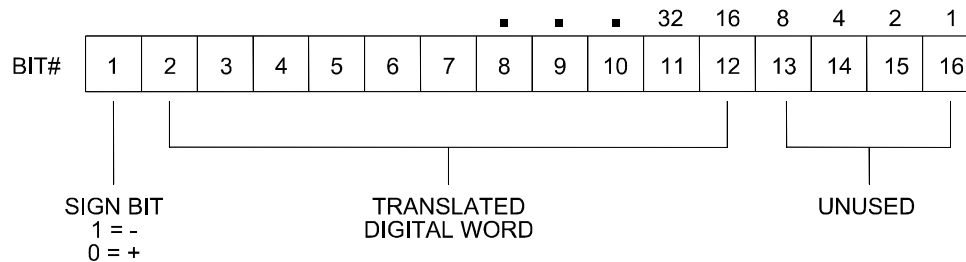 ■ ■ ■ 32 16 8 4 2 1
BIT# 1 2 3 4 5 6 7 8 9 10 11 12 13 14 15 16
SIGN BIT TRANSLATED UNUSED
1 = - DIGITAL WORD
0 = +